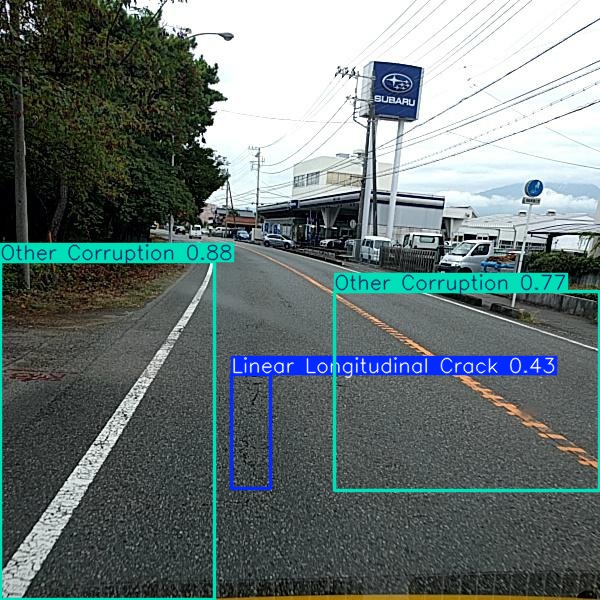 SUBARU
Other Corruption 0.88
Other Corruption 0.77
Linear Longitudinal Crack 0.43